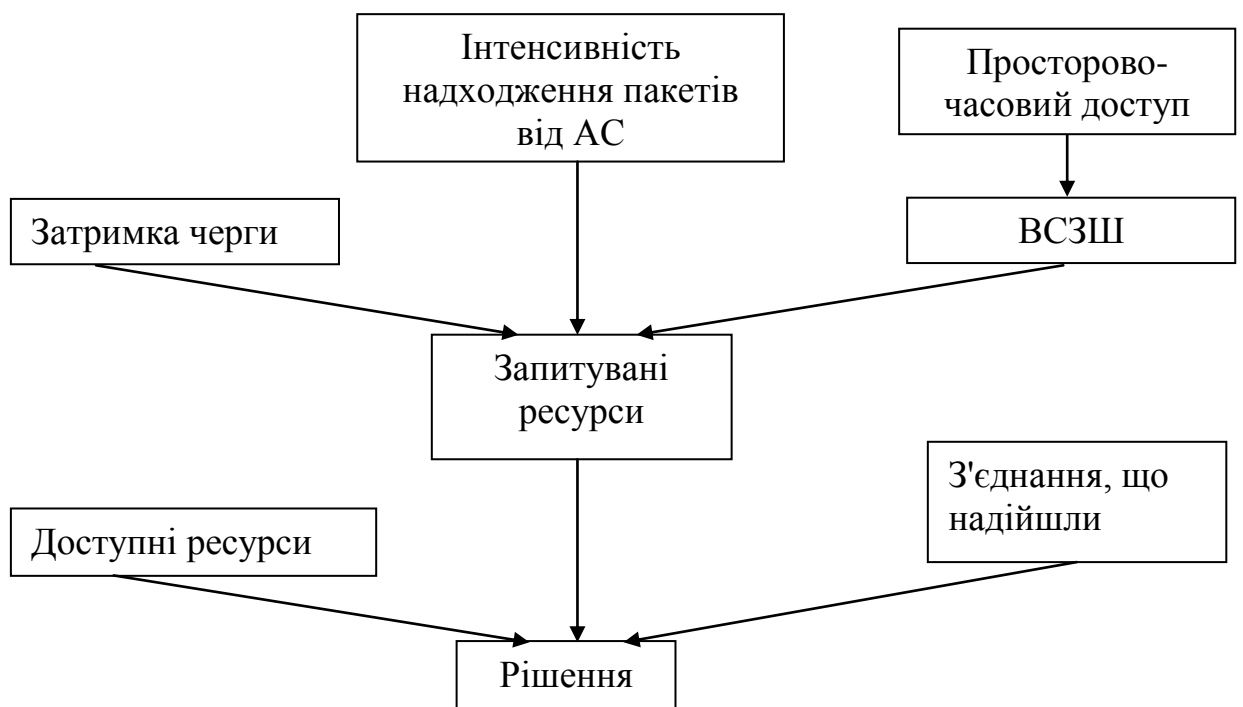 Інтенсивність
надходження пакетів
від АС
Просторово-
часовий доступ
Затримка черги
ВСЗШ
Запитувані
ресурси
З'єднання, що
надійшли
Доступні ресурси
Рішення